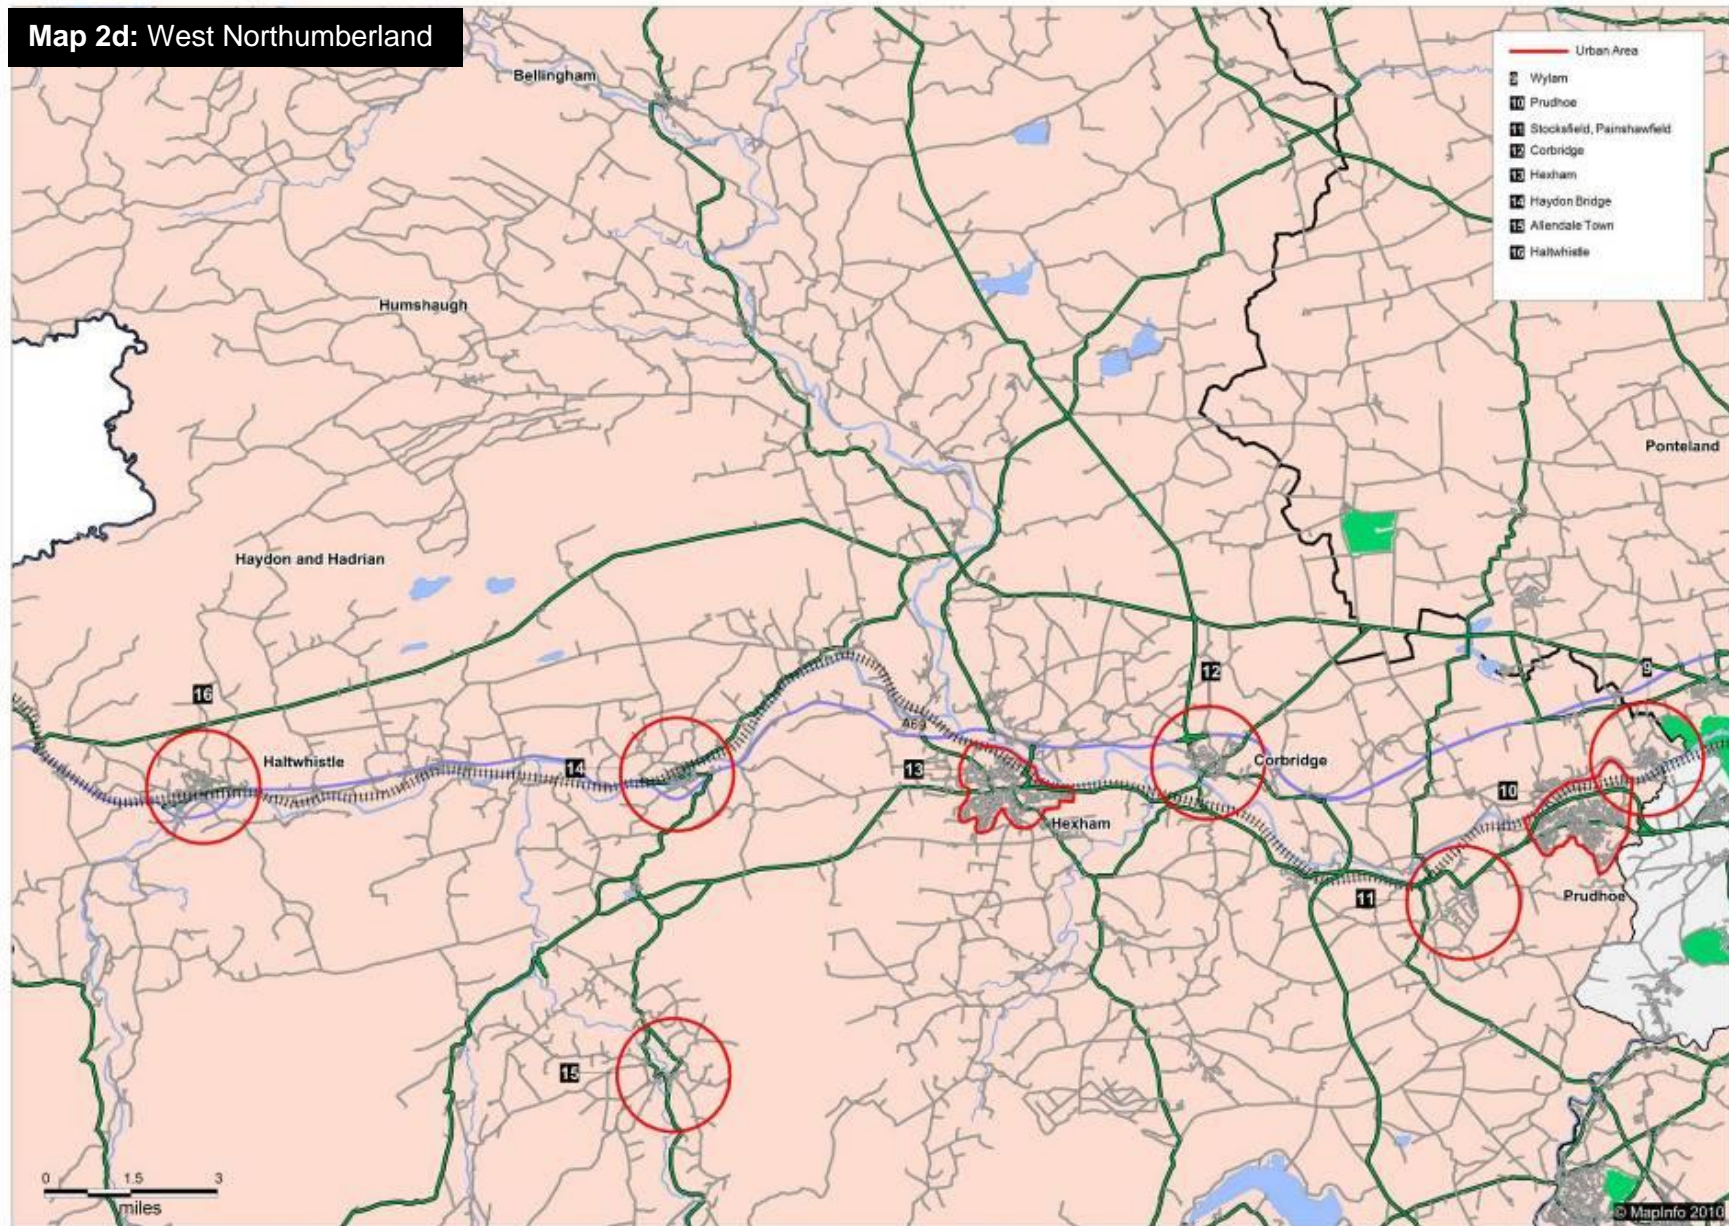 Map 2d: West Northumberland
Urban Area
9 Wylam
10 Prudhoe
11 Stocksfield, Painshawfield
12 Corbridge
13 Hexham
14 Haydon Bridge
15 Allendale Town
16 Haltwhistle
Bellingham
Humshaugh
Ponteland
Haydon and Hadrian
16
12
9
A69
Haltwhistle
14
13
Corbridge
10
Hexham
11
Prudhoe
15
0 1.5 3
miles
© MapInfo 2010